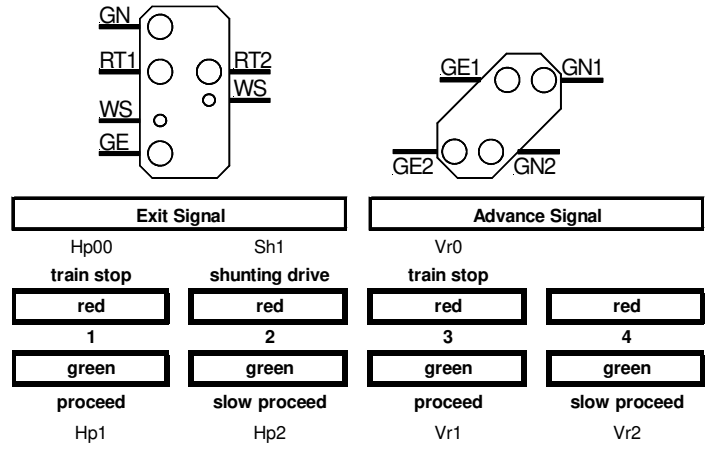 GN
RT1 RT2
WS
WS
GE
GE1 GN1
GE2 GN2
Exit Signal Advance Signal
Hp00 Sh1 Vr0
train stop shunting drive train stop
red red red red
1 2 3 4
green green green green
proceed slow proceed proceed slow proceed
Hp1 Hp2 Vr1 Vr2